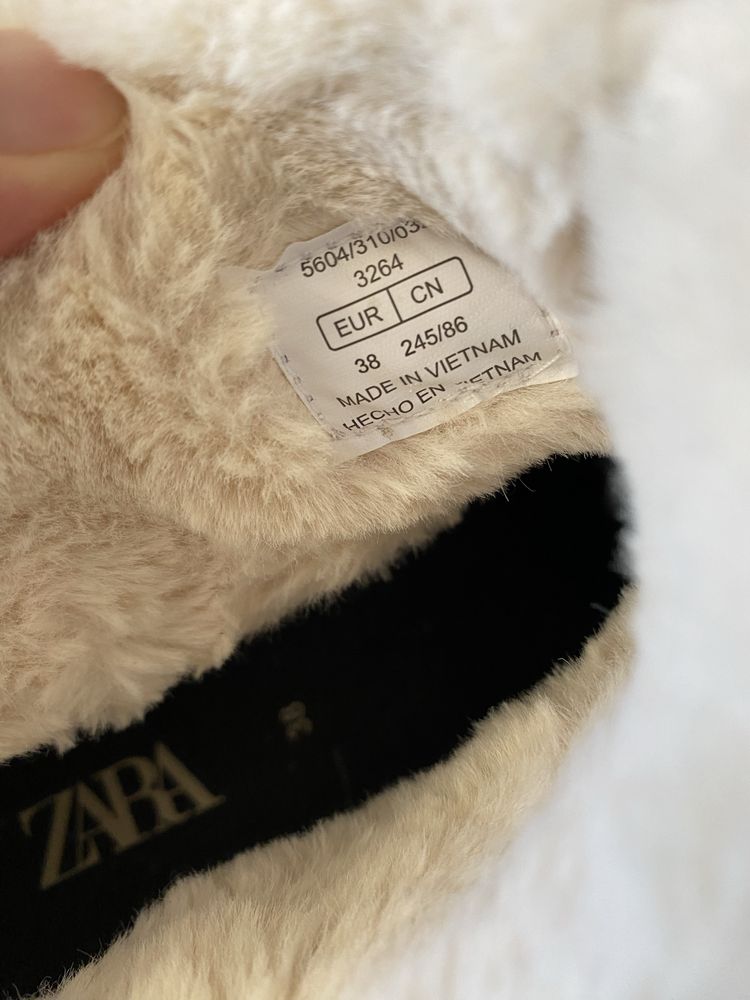 5604/310/03
3264
EUR CN
38 245/86
MADE IN VIETNAM
HECHO EN VIETNAM
ZARA